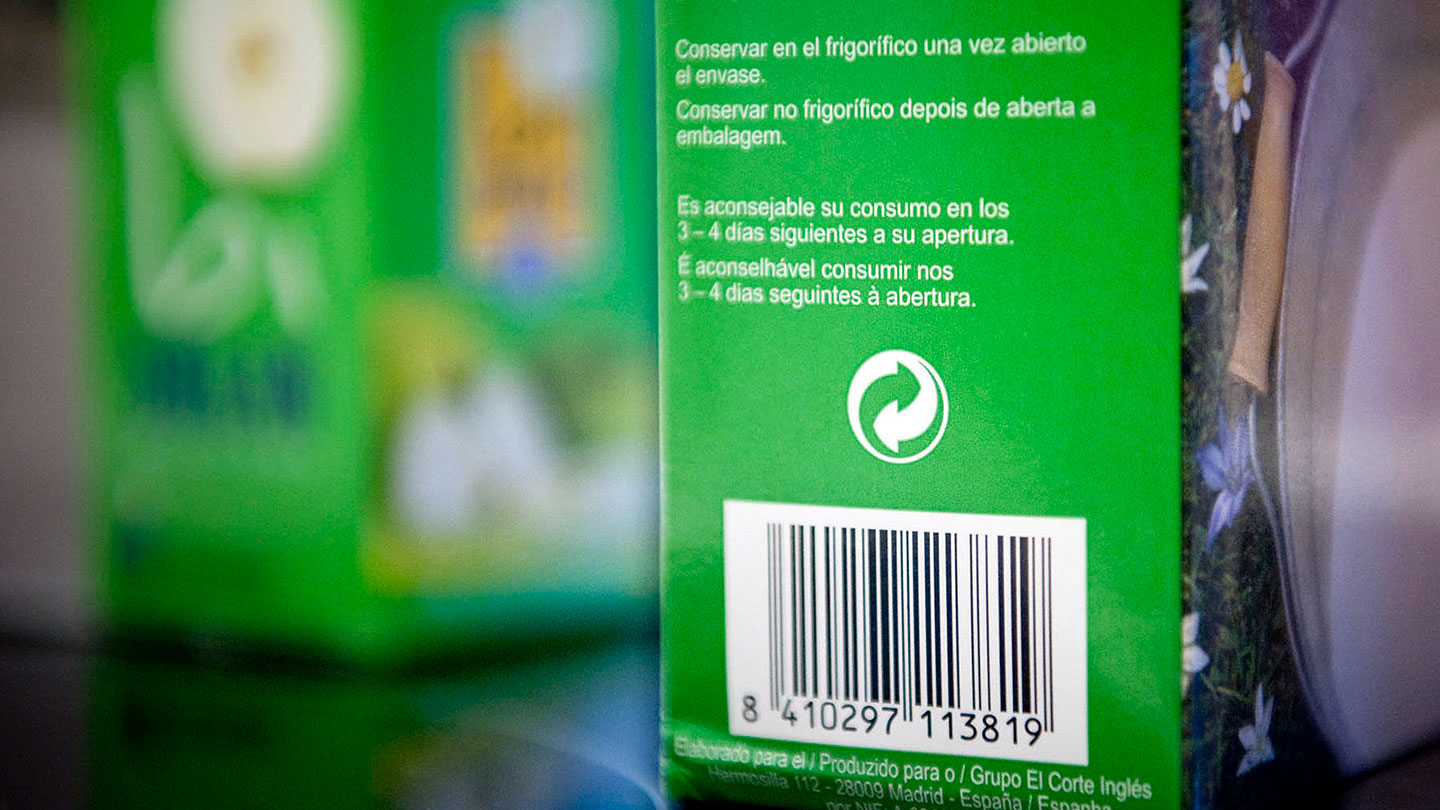 Conservar en el frigorífico una vez abierto
el envase.
Conservar no frigorífico depois de aberta a
embalagem.
Es aconsejable su consumo en los
3 – 4 días siguientes a su apertura.
É aconselhável consumir nos
3 – 4 dias seguintes à abertura.
8 410297 113819
Elaborado para el / Produzido para o / Grupo El Corte Inglés
Hermosilla 112 - 28009 Madrid - España / Espanha
por NIF: